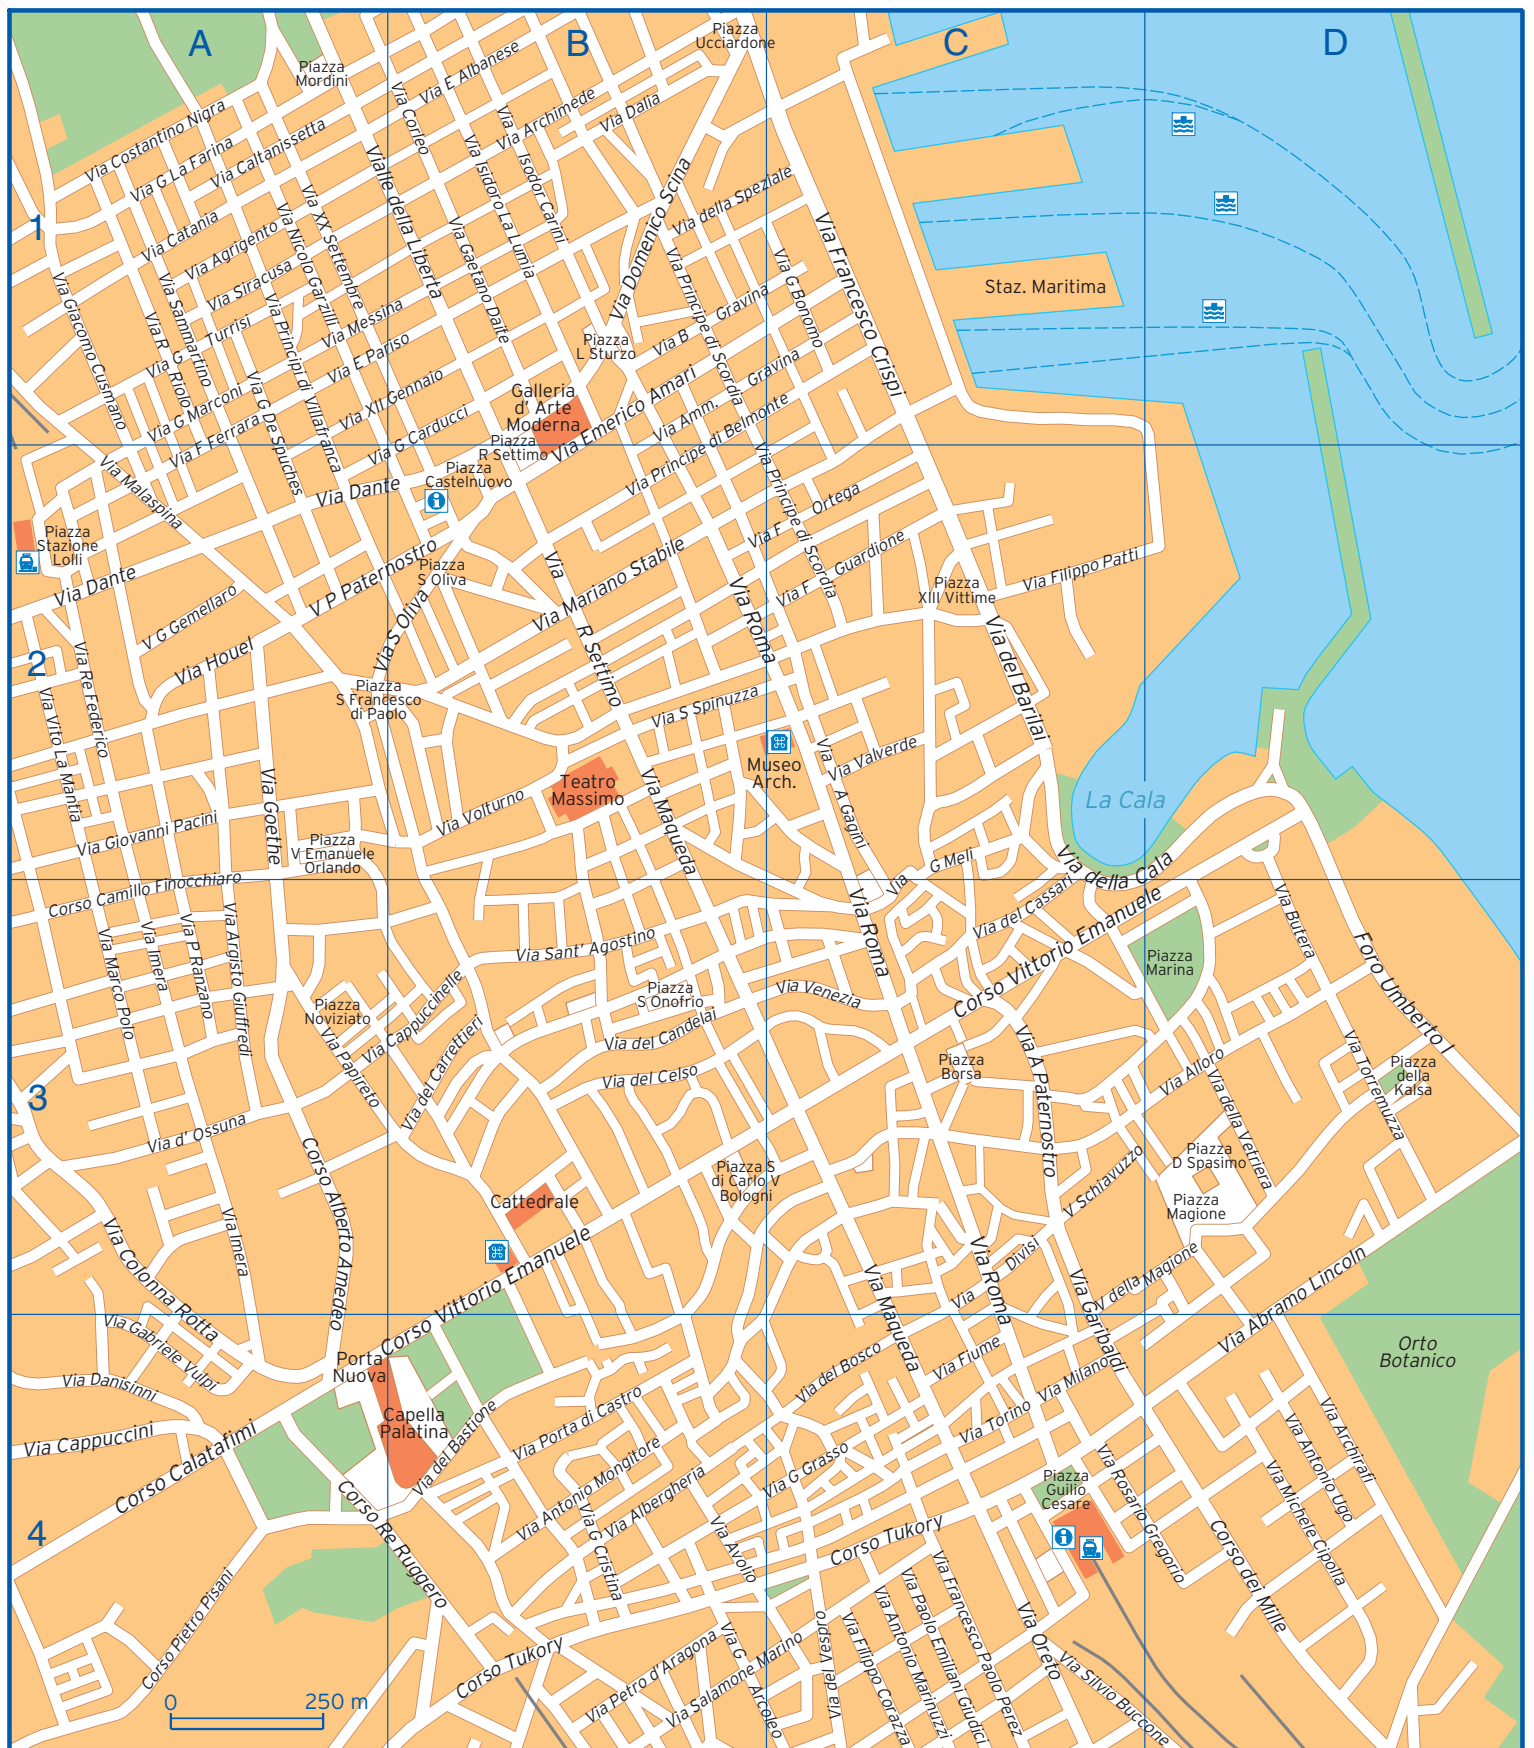 A
B
C
D
1
2
3
4
Piazza
Ucciardone
Piazza
Mordini
Via E Albanese
Via Corleo
Via Archimede
Via Dalia
Via
Isodor Carini
Via Costantino Nigra
Via G La Farina
Via Caltanissetta
Vialle della Liberta
Via Isidoro La Lumia
Via Domenico Scina
Via della Speziale
Via Catania
Via Agrigento
Via Siracusa
Via Nicolo Garzilli
Via XX Settembre
Via Gaetano Daite
Via Francesco Crispi
Staz. Maritima
Via Giacomo Cusmano
Via Sammartino
Via R
Riolo
Via G
Turrisi
Via Principi di Villafranca
Via Messina
Via E Pariso
Via XII Gennaio
Via G Carducci
Via G Marconi
Via F Ferrara
Via G De Spuches
Via Principe di Scordia
Via G Bonomo
Via B
Gravina
Piazza
L Sturzo
Galleria
d' Arte
Moderna
Via Emerico Amari
Via Amm.
Gravina
Via Principe di Belmonte
Piazza
R Settimo
Piazza
Castelnuovo
Via Malaspina
Via Dante
Piazza
Stazione
Lolli
Via Dante
V G Gemellaro
V P Paternostro
Via S Oliva
Piazza
S Oliva
Via
R Settimo
Via Mariano Stabile
Via Principe di Scordia
Via F
Ortega
Via F
Guardione
Via Roma
Piazza
XIII Vittime
Via Filippo Patti
Via del Barilai
Via Houel
Via Re Federico
Via Vito La Mantia
Piazza
S Francesco
di Paolo
Via S Spinuzza
Museo
Arch.
Via Valverde
Via
A Gagini
La Cala
Teatro
Massimo
Via Volturno
Via Maqueda
Via Goethe
Via Giovanni Pacini
Piazza
V Emanuele
Orlando
Via
G Meli
Via della Cala
Corso Camillo Finocchiaro
Via del Cassari
Corso Vittorio Emanuele
Via Butera
Foro Umberto I
Via Roma
Via Marco Polo
Via Imera
Via P Ranzano
Via Argisto Giuffredi
Via Sant' Agostino
Piazza
Marina
Piazza
S Onofrio
Via Venezia
Via Cappuccinelle
Piazza
Noviziato
Via del Carrettieri
Via Papireto
Via del Candelai
Via del Celso
Piazza
Borsa
Via A Paternostro
Via Alloro
Via della Vetriera
Via Torremuzza
Piazza
della
Kalsa
Via d' Ossuna
Corso Alberto Amedeo
Piazza S
di Carlo V
Bologni
V Schiavuzzo
Piazza
D Spasimo
Piazza
Magione
Cattedrale
Via Colonna Rotta
Via Imera
Corso Vittorio Emanuele
Via Maqueda
Via Roma
Via
Divisi
Via Garibaldi
V della Magione
Via Abramo Lincoln
Orto
Botanico
Via Gabriele Vulpi
Via Danisinni
Porta
Nuova
Capella
Palatina
Via del Bosco
Via Fiume
Via Milano
Via Torino
Via Cappuccini
Corso Calatafimi
Via del Bastione
Via Porta di Castro
Via Antonio Mongitore
Via Albergheria
Via G Grasso
Piazza
Guilio
Cesare
Via Rosario Gregorio
Via Archirafi
Via Antonio Ugo
Via Michele Cipolla
Corso Re Ruggero
Via G Cristina
Via Avolio
Corso Tukory
Corso dei Mille
Corso Pietro Pisani
Corso Tukory
Via Petro d'Aragona
Via G
Arcoleo
Via Salamone Marino
Via del Vespro
Via Filippo Corazza
Via Antonio Marinuzzi
Via Paolo Emiliani Giudici
Via Francesco Paolo Perez
Via Oreto
Via Silvio Buccone
0
250 m